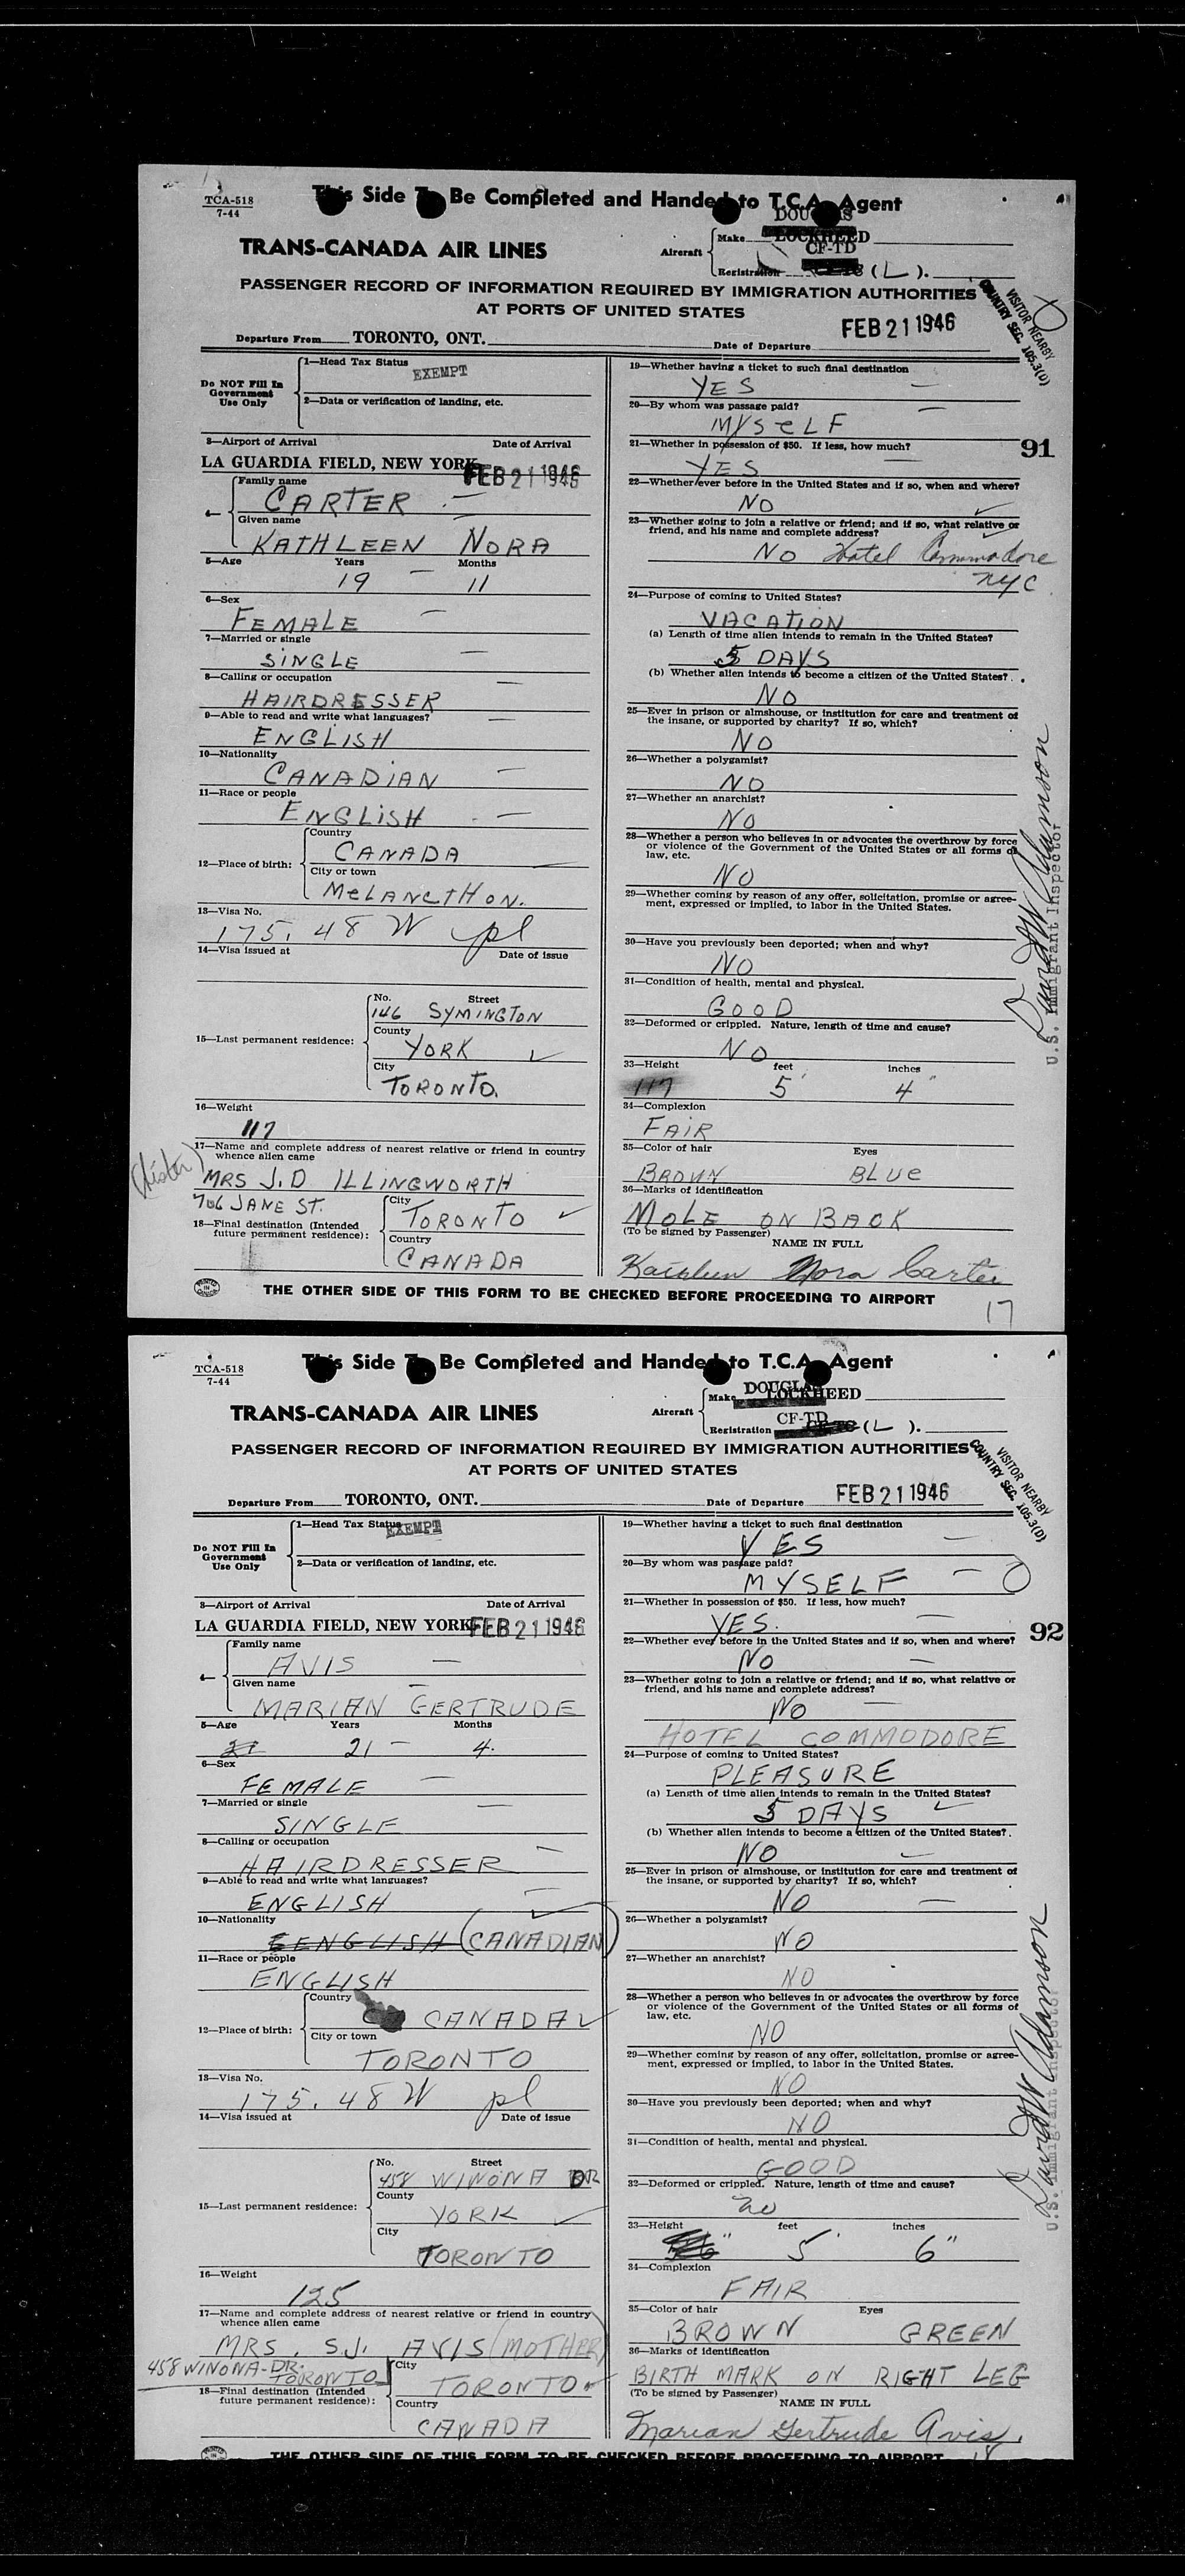 TCA-518
7-44
This Side To Be Completed and Handed to T.C.A. Agent
DOUGLAS
TRANS-CANADA AIR LINES
Aircraft
Make LOCKHEED
CF-TD
Registration (L).
PASSENGER RECORD OF INFORMATION REQUIRED BY IMMIGRATION AUTHORITIES
AT PORTS OF UNITED STATES
VISITOR NEARBY
COUNTRY SEC. 105.3(D)
Departure From TORONTO, ONT.
Date of Departure FEB 21 1946
Do NOT Fill In
Government
Use Only
1—Head Tax Status
EXEMPT
2—Data or verification of landing, etc.
3—Airport of Arrival Date of Arrival
LA GUARDIA FIELD, NEW YORK FEB 21 1946
4—
Family name
CARTER
Given name
KATHLEEN NORA
5—Age Years Months
19 11
6—Sex
FEMALE
7—Married or single
SINGLE
8—Calling or occupation
HAIRDRESSER
9—Able to read and write what languages?
ENGLISH
10—Nationality
CANADIAN
11—Race or people
ENGLISH
12—Place of birth:
Country
CANADA
City or town
MELANCTHON.
13—Visa No.
175.48 W pl
14—Visa issued at Date of issue
15—Last permanent residence:
No. Street
146 SYMINGTON
County
YORK
City
TORONTO.
16—Weight
117
17—Name and complete address of nearest relative or friend in country
whence alien came
(Sister)
MRS J.D ILLINGWORTH
706 JANE ST.
18—Final destination (Intended
future permanent residence):
City
TORONTO
Country
CANADA
19—Whether having a ticket to such final destination
YES
20—By whom was passage paid?
MYSELF
21—Whether in possession of $50. If less, how much?
91
YES
22—Whether ever before in the United States and if so, when and where?
NO
23—Whether going to join a relative or friend; and if so, what relative or
friend, and his name and complete address?
NO Hotel Commodore
NYC
24—Purpose of coming to United States?
VACATION
(a) Length of time alien intends to remain in the United States?
5 DAYS
(b) Whether alien intends to become a citizen of the United States?
NO
25—Ever in prison or almshouse, or institution for care and treatment of
the insane, or supported by charity? If so, which?
NO
26—Whether a polygamist?
NO
27—Whether an anarchist?
NO
28—Whether a person who believes in or advocates the overthrow by force
or violence of the Government of the United States or all forms of
law, etc.
NO
29—Whether coming by reason of any offer, solicitation, promise or agree-
ment, expressed or implied, to labor in the United States.
30—Have you previously been deported; when and why?
NO
31—Condition of health, mental and physical.
GOOD
32—Deformed or crippled. Nature, length of time and cause?
NO
33—Height feet inches
117 5' 4"
34—Complexion
FAIR
35—Color of hair Eyes
BROWN BLUE
36—Marks of identification
MOLE ON BACK
(To be signed by Passenger)
NAME IN FULL
Kathleen Nora Carter
David W Adamson
U.S. Immigrant Inspector
THE OTHER SIDE OF THIS FORM TO BE CHECKED BEFORE PROCEEDING TO AIRPORT
17
TCA-518
7-44
This Side To Be Completed and Handed to T.C.A. Agent
TRANS-CANADA AIR LINES
Aircraft
DOUGLAS
Make LOCKHEED
CF-TD
Registration (L).
PASSENGER RECORD OF INFORMATION REQUIRED BY IMMIGRATION AUTHORITIES
AT PORTS OF UNITED STATES
VISITOR NEARBY
COUNTRY SEC. 105.3(D)
Departure From TORONTO, ONT.
Date of Departure FEB 21 1946
Do NOT Fill In
Government
Use Only
1—Head Tax Status
EXEMPT
2—Data or verification of landing, etc.
3—Airport of Arrival Date of Arrival
LA GUARDIA FIELD, NEW YORK FEB 21 1946
4—
Family name
AVIS
Given name
MARIAN GERTRUDE
5—Age Years Months
21 21 4.
6—Sex
FEMALE
7—Married or single
SINGLE
8—Calling or occupation
HAIRDRESSER
9—Able to read and write what languages?
ENGLISH
10—Nationality
ENGLISH (CANADIAN)
11—Race or people
ENGLISH
12—Place of birth:
Country
CANADA
City or town
TORONTO
13—Visa No.
175.48 W pl
14—Visa issued at Date of issue
15—Last permanent residence:
No. Street
458 WINONA DR
County
YORK
City
TORONTO
16—Weight
125
17—Name and complete address of nearest relative or friend in country
whence alien came
MRS. S.J. AVIS (MOTHER)
458 WINONA-DR.
TORONTO
18—Final destination (Intended
future permanent residence):
City
TORONTO
Country
CANADA
19—Whether having a ticket to such final destination
YES
20—By whom was passage paid?
MYSELF
21—Whether in possession of $50. If less, how much?
YES.
92
22—Whether ever before in the United States and if so, when and where?
NO
23—Whether going to join a relative or friend; and if so, what relative or
friend, and his name and complete address?
NO
HOTEL COMMODORE
24—Purpose of coming to United States?
PLEASURE
(a) Length of time alien intends to remain in the United States?
5 DAYS
(b) Whether alien intends to become a citizen of the United States?
NO
25—Ever in prison or almshouse, or institution for care and treatment of
the insane, or supported by charity? If so, which?
NO
26—Whether a polygamist?
NO
27—Whether an anarchist?
NO
28—Whether a person who believes in or advocates the overthrow by force
or violence of the Government of the United States or all forms of
law, etc.
NO
29—Whether coming by reason of any offer, solicitation, promise or agree-
ment, expressed or implied, to labor in the United States.
NO
30—Have you previously been deported; when and why?
NO
31—Condition of health, mental and physical.
GOOD
32—Deformed or crippled. Nature, length of time and cause?
no
33—Height feet inches
5' 6"
34—Complexion
FAIR
35—Color of hair Eyes
BROWN GREEN
36—Marks of identification
BIRTH MARK ON RIGHT LEG
(To be signed by Passenger)
NAME IN FULL
Marian Gertrude Avis.
David W Adamson
U.S. Immigrant Inspector
THE OTHER SIDE OF THIS FORM TO BE CHECKED BEFORE PROCEEDING TO AIRPORT
18